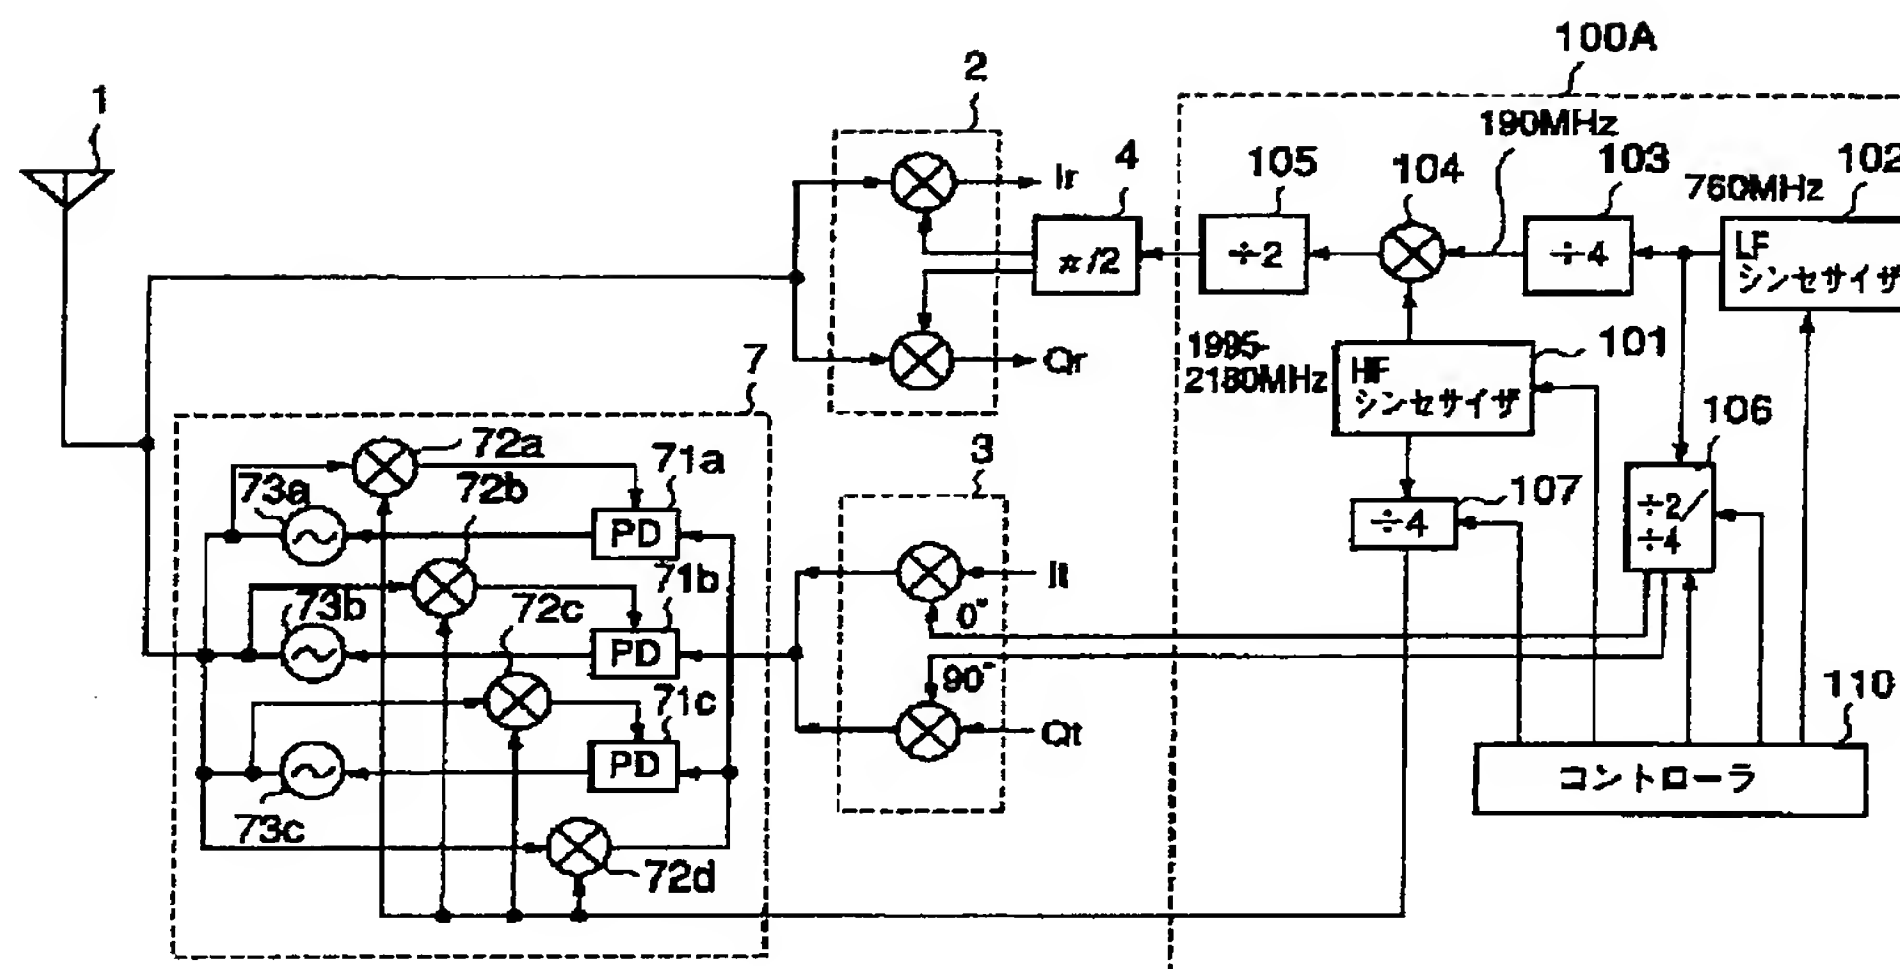 100A
2
1
190MHz
4
105
104
103
102
Ir
760MHz
π/2
÷2
÷4
LF
シンセサイザ
7
Qr
1995-
2180MHz
101
HF
シンセサイザ
106
72a
71a
3
73a
72b
107
÷2/
÷4
PD
÷4
71b
It
73b
72c
0°
PD
90°
71c
110
Qt
PD
コントローラ
73c
72d